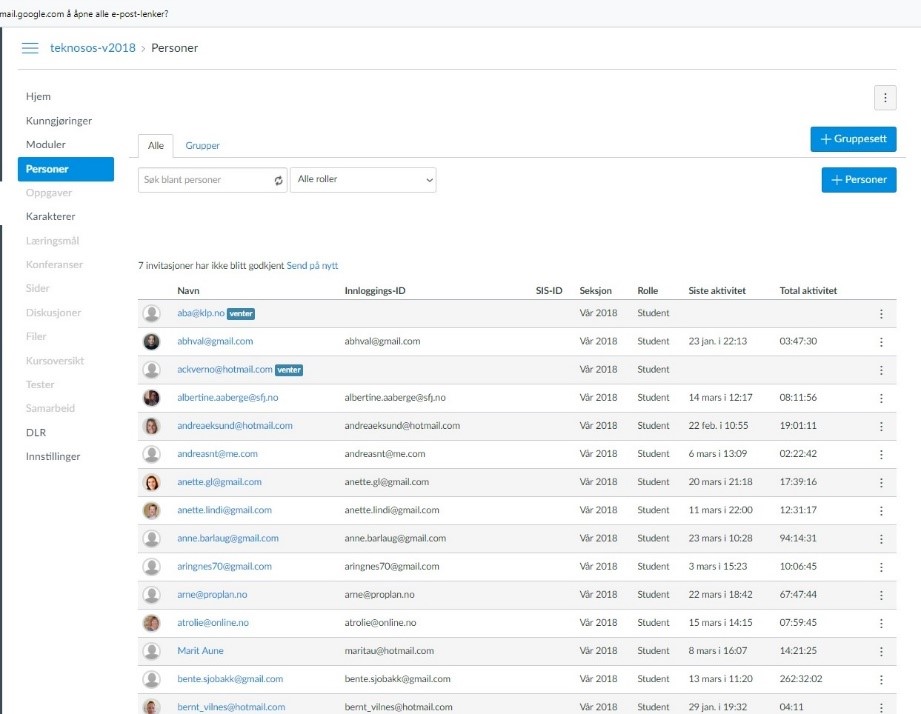 mail.google.com å åpne alle e-post-lenker?
teknosos-v2018 › Personer
Hjem
Kunngjøringer
Moduler
Personer
Oppgaver
Karakterer
Læringsmål
Konferanser
Sider
Diskusjoner
Filer
Kursoversikt
Tester
Samarbeid
DLR
Innstillinger
Alle Grupper
+ Gruppesett
Søk blant personer Alle roller
+ Personer
7 invitasjoner har ikke blitt godkjent Send på nytt
Navn Innloggings-ID SIS-ID Seksjon Rolle Siste aktivitet Total aktivitet
aba@klp.no venter Vår 2018 Student
abhval@gmail.com abhval@gmail.com Vår 2018 Student 23 jan. i 22:13 03:47:30
ackverno@hotmail.com venter Vår 2018 Student
albertine.aaberge@sfj.no albertine.aaberge@sfj.no Vår 2018 Student 14 mars i 12:17 08:11:56
andreaeksund@hotmail.com andreaeksund@hotmail.com Vår 2018 Student 22 feb. i 10:55 19:01:11
andreasnt@me.com andreasnt@me.com Vår 2018 Student 6 mars i 13:09 02:22:42
anette.gl@gmail.com anette.gl@gmail.com Vår 2018 Student 20 mars i 21:18 17:39:16
anette.lindi@gmail.com anette.lindi@gmail.com Vår 2018 Student 11 mars i 22:00 12:31:17
anne.barlaug@gmail.com anne.barlaug@gmail.com Vår 2018 Student 23 mars i 10:28 94:14:31
aringnes70@gmail.com aringnes70@gmail.com Vår 2018 Student 3 mars i 15:23 10:06:45
arne@proplan.no arne@proplan.no Vår 2018 Student 22 mars i 18:42 67:47:44
atrolie@online.no atrolie@online.no Vår 2018 Student 15 mars i 14:15 07:59:45
Marit Aune maritau@hotmail.com Vår 2018 Student 8 mars i 16:07 14:21:25
bente.sjobakk@gmail.com bente.sjobakk@gmail.com Vår 2018 Student 13 mars i 11:20 262:32:02
bernt_vilnes@hotmail.com bernt_vilnes@hotmail.com Vår 2018 Student 29 jan. i 19:32 04:11